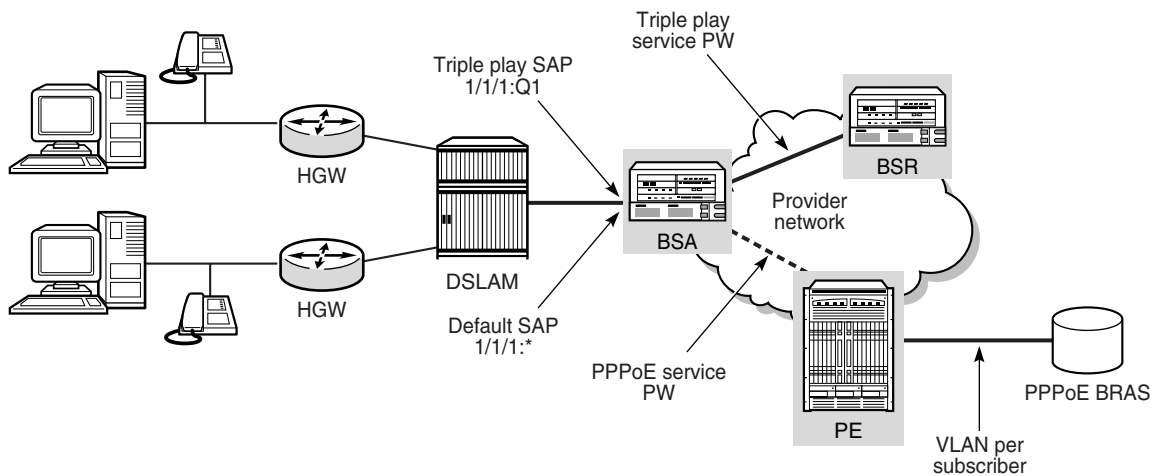 Triple play
service PW
Triple play SAP
1/1/1:Q1
BSR
HGW
Provider
network
BSA
HGW
DSLAM
Default SAP
1/1/1:*
PPPoE service
PW
PPPoE BRAS
PE
VLAN per
subscriber